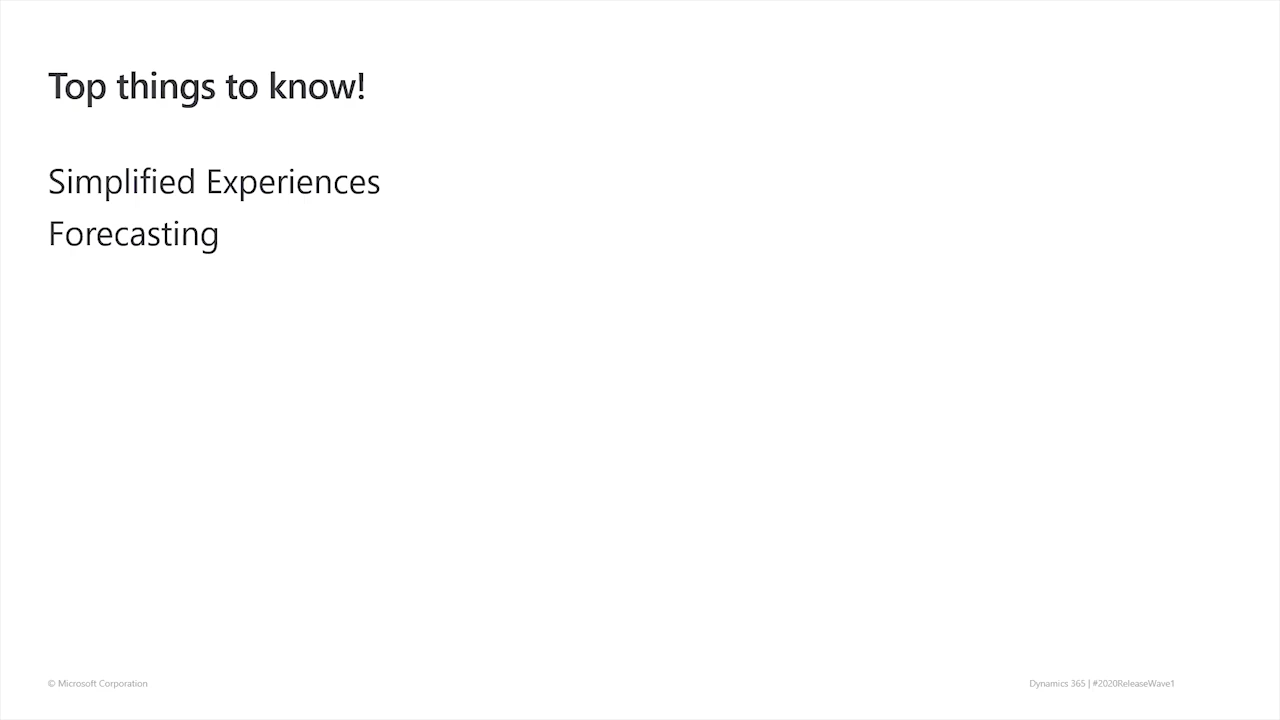 Top things to know!
Simplified Experiences
Forecasting
© Microsoft Corporation
Dynamics 365 | #2020ReleaseWave1